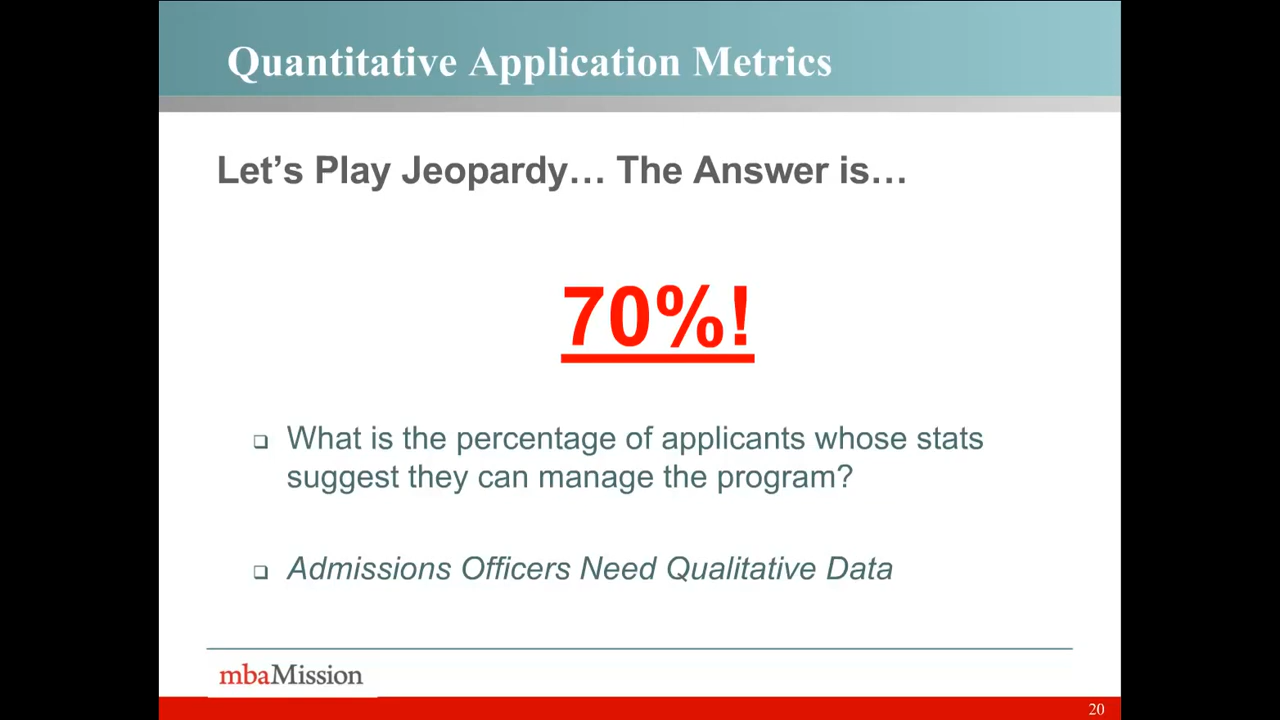 Quantitative Application Metrics
Let’s Play Jeopardy… The Answer is…
70%!
What is the percentage of applicants whose stats
suggest they can manage the program?
Admissions Officers Need Qualitative Data
mbaMission
20